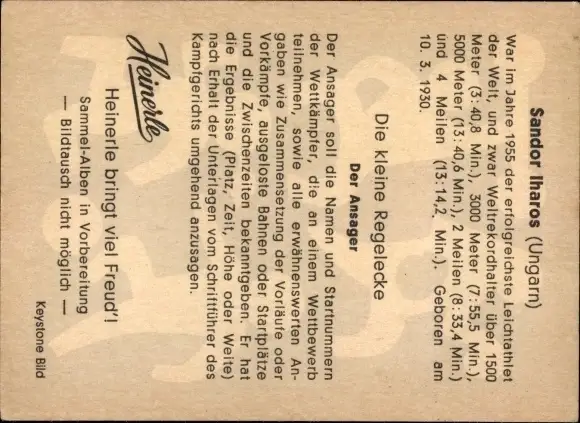 Sandor Iharos (Ungarn)
War im Jahre 1955 der erfolgreichste Leichtathlet
der Welt, und zwar Weltrekordhalter über 1500
Meter (3:40,8 Min.), 3000 Meter (7:55,5 Min.),
5000 Meter (13:40,6 Min.), 2 Meilen (8:33,4 Min.)
und 4 Meilen (13:14,2. Min.). Geboren am
10. 3. 1930.
Die kleine Regelecke
Der Ansager
Der Ansager soll die Namen und Startnummern
der Wettkämpfer, die an einem Wettbewerb
teilnehmen, sowie alle erwähnenswerten An-
gaben wie Zusammensetzung der Vorläufe oder
Vorkämpfe, ausgeloste Bahnen oder Startplätze
und die Zwischenzeiten bekanntgeben. Er hat
die Ergebnisse (Platz, Zeit, Höhe oder Weite)
nach Erhalt der Unterlagen vom Schriftführer des
Kampfgerichts umgehend anzusagen.
Heinerle
Heinerle bringt viel Freud'!
Sammel-Alben in Vorbereitung
— Bildtausch nicht möglich —
Keystone Bild